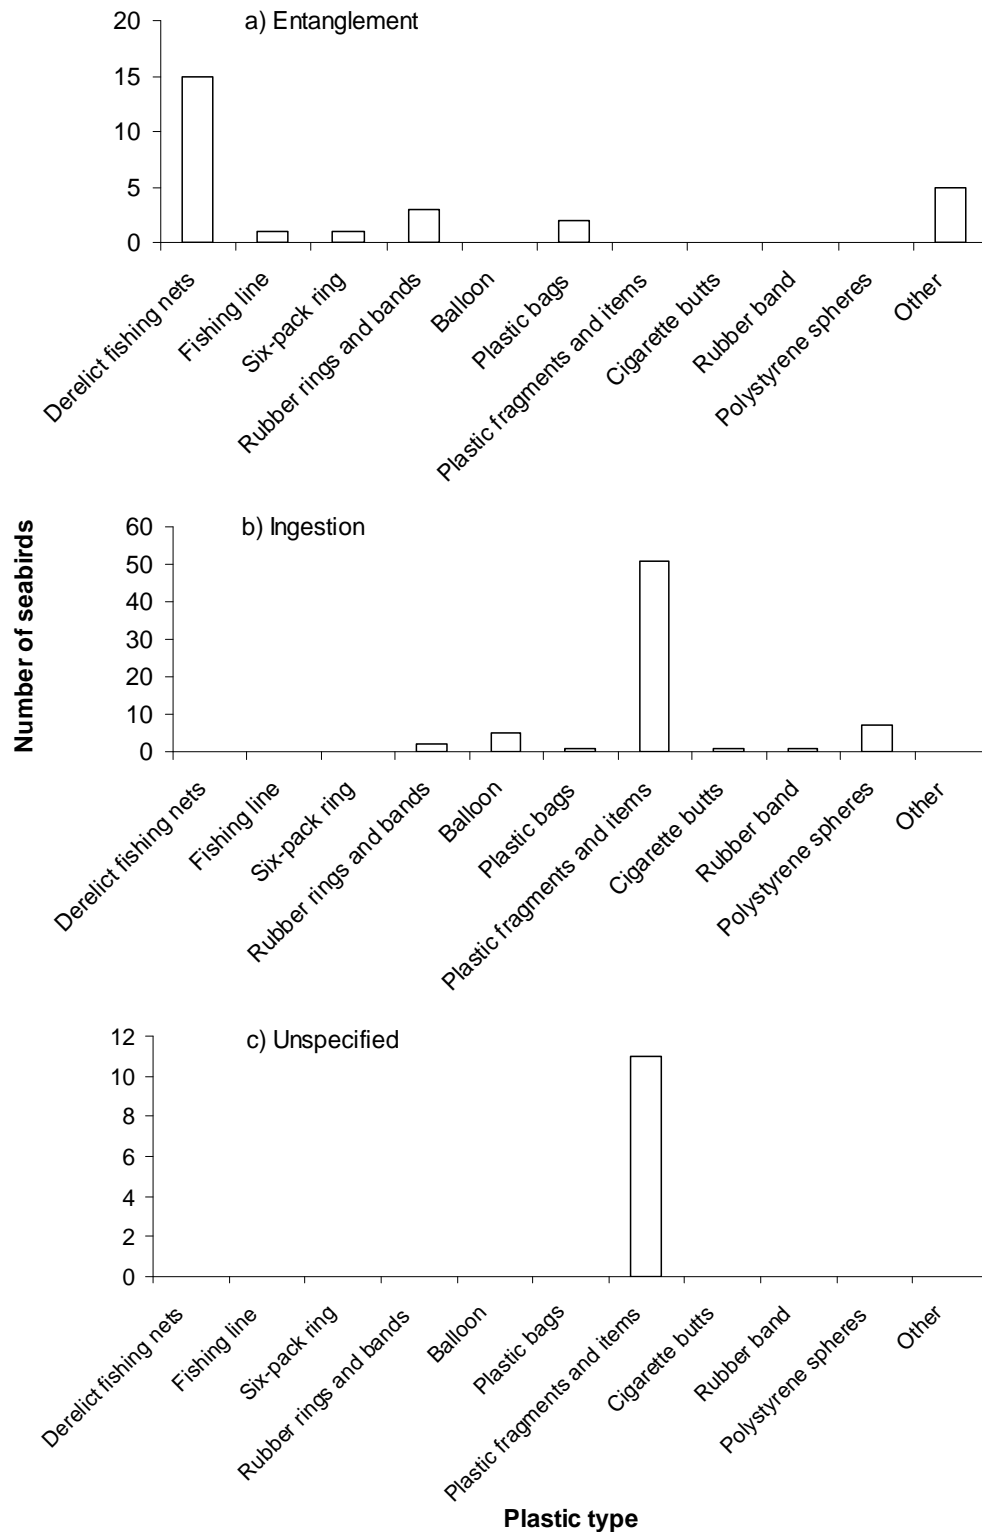 a) Entanglement
20
15
10
5
0
Derelict fishing nets
Fishing line
Six-pack ring
Rubber rings and bands
Balloon
Plastic bags
Plastic fragments and items
Cigarette butts
Rubber band
Polystyrene spheres
Other
Number of seabirds
b) Ingestion
60
50
40
30
20
10
0
Derelict fishing nets
Fishing line
Six-pack ring
Rubber rings and bands
Balloon
Plastic bags
Plastic fragments and items
Cigarette butts
Rubber band
Polystyrene spheres
Other
c) Unspecified
12
10
8
6
4
2
0
Derelict fishing nets
Fishing line
Six-pack ring
Rubber rings and bands
Balloon
Plastic bags
Plastic fragments and items
Cigarette butts
Rubber band
Polystyrene spheres
Other
Plastic type